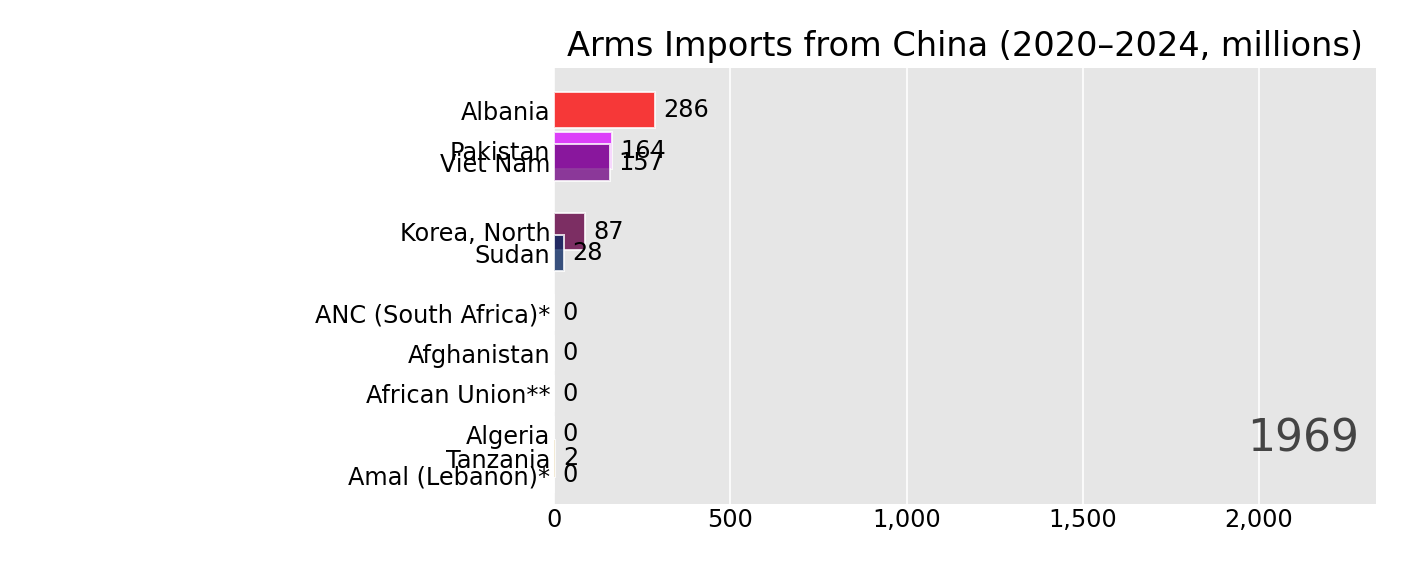 Arms Imports from China (2020–2024, millions)
Albania 286
Pakistan 164
Viet Nam 157
Korea, North 87
Sudan 28
ANC (South Africa)* 0
Afghanistan 0
African Union** 0
Algeria 0
1969
Tanzania 2
Amal (Lebanon)* 0
0 500 1,000 1,500 2,000